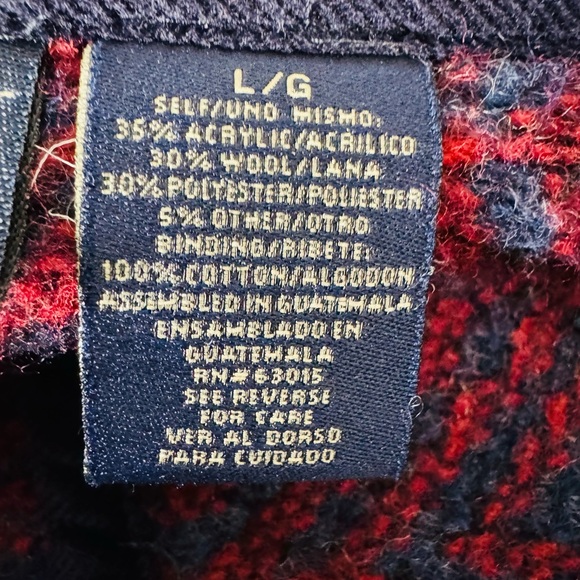 L/G
SELF/UNO MISMO:
35% ACRYLIC/ACRILICO
30% WOOL/LANA
30% POLYESTER/POLIESTER
5% OTHER/OTRO
BINDING/RIBETE:
100% COTTON/ALGODON
ASSEMBLED IN GUATEMALA
ENSAMBLADO EN
GUATEMALA
RN# 63015
SEE REVERSE
FOR CARE
VER AL DORSO
PARA CUIDADO